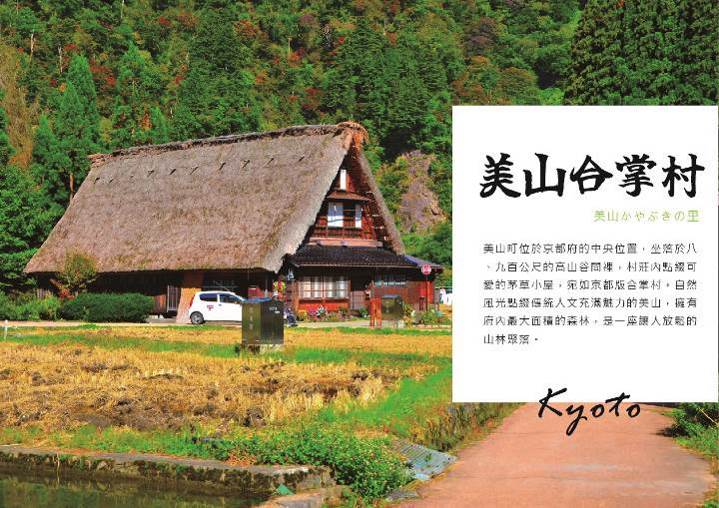 美山合掌村
美山かやぶきの里
美山町位於京都府的中央位置，坐落於八
、九百公尺的高山谷間裡，村莊內點綴可
愛的茅草小屋，宛如京都版合掌村。自然
風光點綴傳統人文充滿魅力的美山，擁有
府內最大面積的森林，是一座讓人放鬆的
山林聚落。
Kyoto